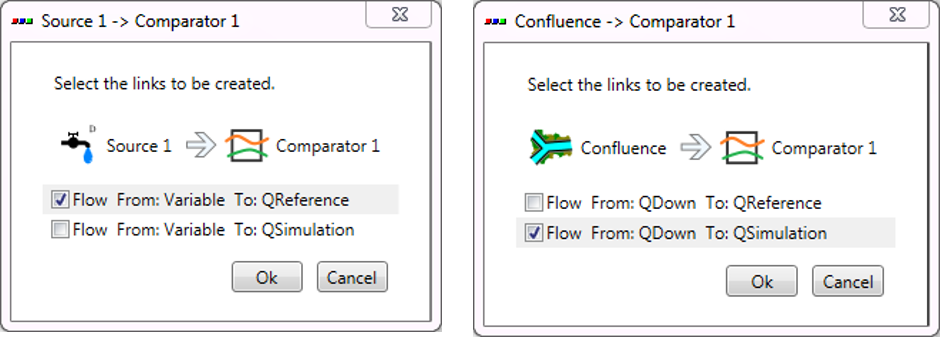 Source 1 -> Comparator 1
Select the links to be created.
D
Source 1
Comparator 1
Flow From: Variable To: QReference
Flow From: Variable To: QSimulation
Ok
Cancel
Confluence -> Comparator 1
Select the links to be created.
Confluence
Comparator 1
Flow From: QDown To: QReference
Flow From: QDown To: QSimulation
Ok
Cancel